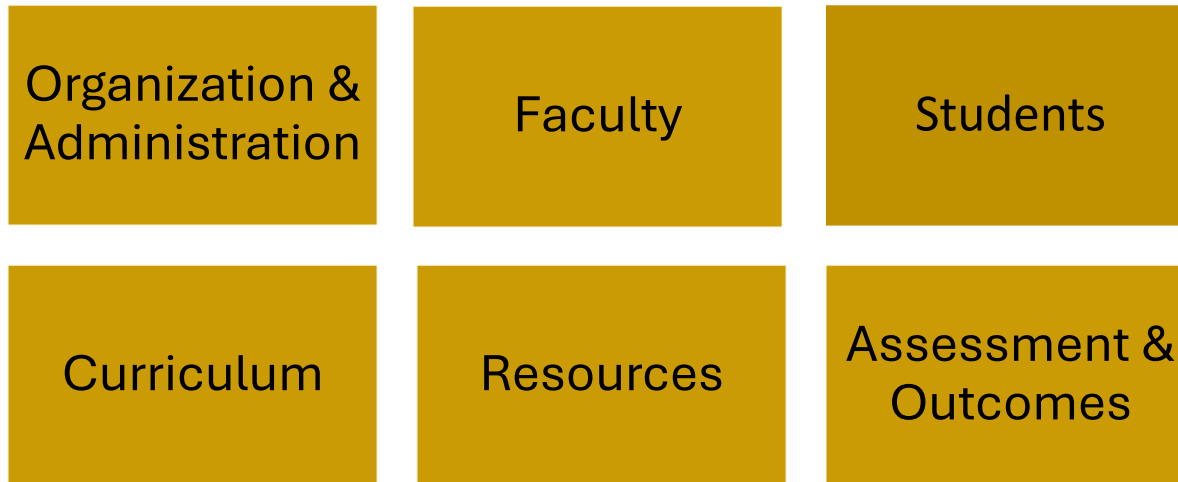 Organization &
Administration
Faculty
Students
Curriculum
Resources
Assessment &
Outcomes